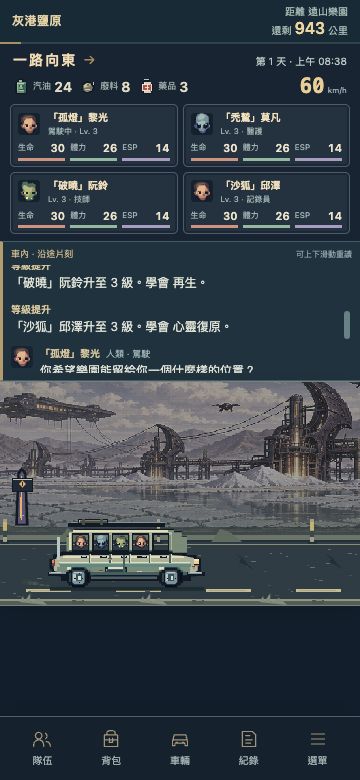 灰港鹽原
距離 遠山樂園
還剩 943 公里
一路向東 →
第 1 天 · 上午 08:38
汽油 24 廢料 8 藥品 3
60 km/h
「孤燈」黎光
駕駛中 · Lv. 3
生命 30 體力 26 ESP 14
「禿鷲」莫凡
Lv. 3 · 醫護
生命 30 體力 26 ESP 14
「破曉」阮鈴
Lv. 3 · 技師
生命 30 體力 26 ESP 14
「沙狐」邱澤
Lv. 3 · 記錄員
生命 30 體力 26 ESP 14
車內 · 沿途片刻
可上下滑動重讀
等級提升
「破曉」阮鈴升至 3 級。學會 再生。
等級提升
「沙狐」邱澤升至 3 級。學會 心靈復原。
「孤燈」黎光 人類 · 駕駛
你希望樂園能留給你一個什麼樣的位置？
隊伍
背包
車輛
紀錄
選單